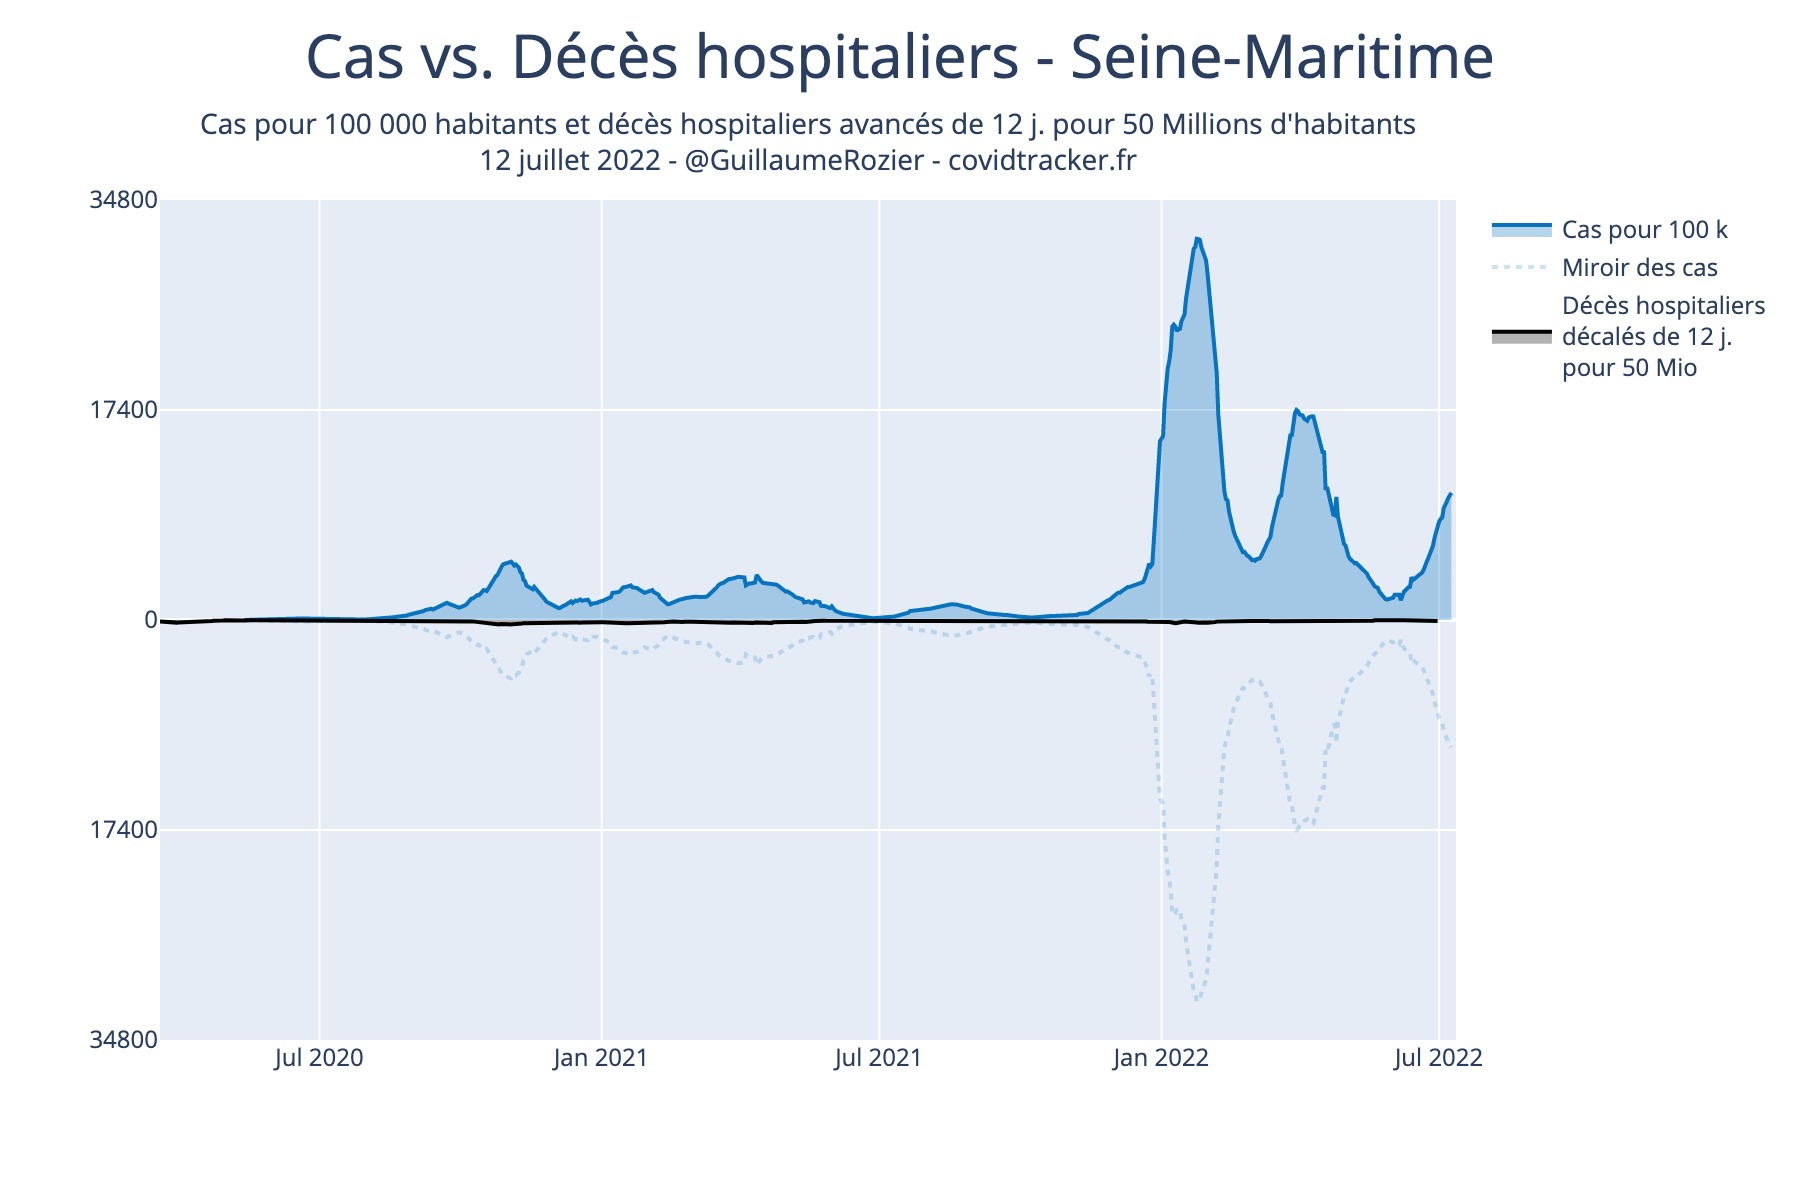 Cas vs. Décès hospitaliers - Seine-Maritime
Cas pour 100 000 habitants et décès hospitaliers avancés de 12 j. pour 50 Millions d'habitants
12 juillet 2022 - @GuillaumeRozier - covidtracker.fr
34800
17400
0
17400
34800
Jul 2020
Jan 2021
Jul 2021
Jan 2022
Jul 2022
Cas pour 100 k
Miroir des cas
Décès hospitaliers
décalés de 12 j.
pour 50 Mio